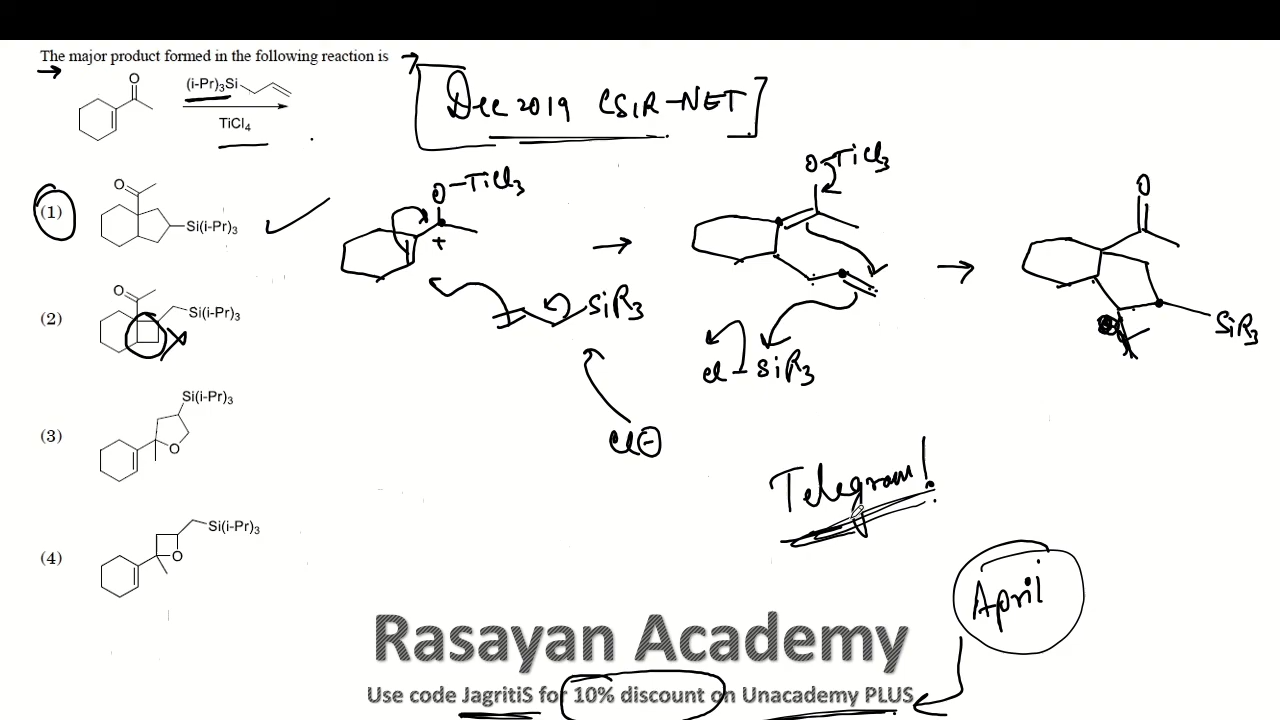 The major product formed in the following reaction is
Dec 2019 CSIR-NET
O
(i-Pr)3Si
TiCl4
(1)
O
Si(i-Pr)3
(2)
O
Si(i-Pr)3
(3)
Si(i-Pr)3
O
(4)
Si(i-Pr)3
O
O-TiCl3
+
SiR3
Cl⊖
O-TiCl3
Cl-SiR3
O
SiR3
Telegram!
April
Rasayan Academy
Use code JagritiS for 10% discount on Unacademy PLUS